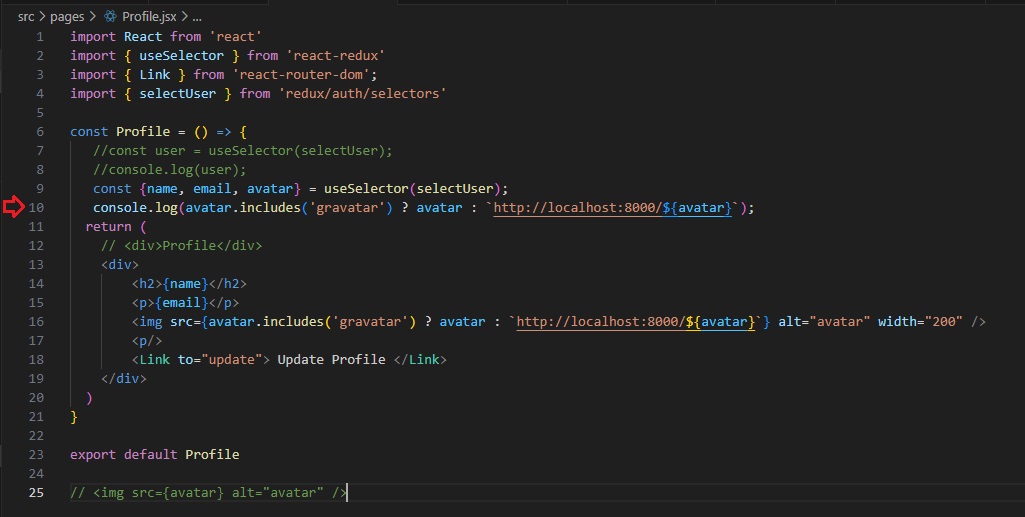 src > pages > Profile.jsx > ...
1 import React from 'react'
2 import { useSelector } from 'react-redux'
3 import { Link } from 'react-router-dom';
4 import { selectUser } from 'redux/auth/selectors'
5
6 const Profile = () => {
7 //const user = useSelector(selectUser);
8 //console.log(user);
9 const {name, email, avatar} = useSelector(selectUser);
10 console.log(avatar.includes('gravatar') ? avatar : `http://localhost:8000/${avatar}`);
11 return (
12 // <div>Profile</div>
13 <div>
14 <h2>{name}</h2>
15 <p>{email}</p>
16 <img src={avatar.includes('gravatar') ? avatar : `http://localhost:8000/${avatar}`} alt="avatar" width="200" />
17 <p/>
18 <Link to="update"> Update Profile </Link>
19 </div>
20 )
21 }
22
23 export default Profile
24
25 // <img src={avatar} alt="avatar" />